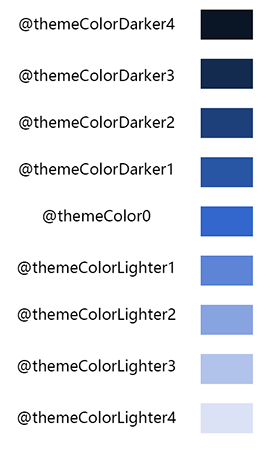 @themeColorDarker4
@themeColorDarker3
@themeColorDarker2
@themeColorDarker1
@themeColor0
@themeColorLighter1
@themeColorLighter2
@themeColorLighter3
@themeColorLighter4